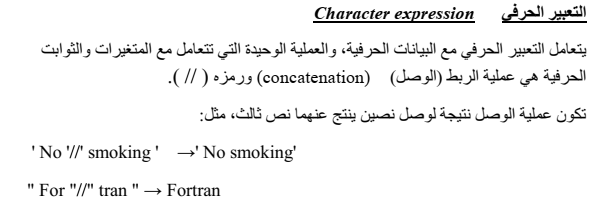 التعبير الحرفي Character expression
يتعامل التعبير الحرفي مع البيانات الحرفية، والعملية الوحيدة التي تتعامل مع المتغيرات والثوابت
الحرفية هي عملية الربط (الوصل) (concatenation) ورمزه ( // ).
تكون عملية الوصل نتيجة لوصل نصين ينتج عنهما نص ثالث، مثل:
' No '//' smoking ' →' No smoking'
" For "//" tran " → Fortran